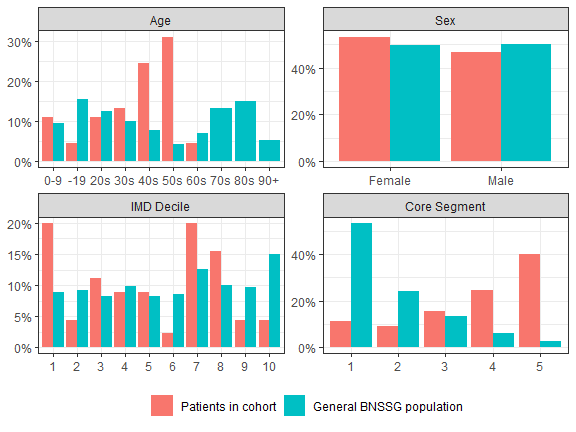 Age
30%
20%
10%
0%
0-9 -19 20s 30s 40s 50s 60s 70s 80s 90+
Sex
40%
20%
0%
Female Male
IMD Decile
20%
15%
10%
5%
0%
1 2 3 4 5 6 7 8 9 10
Core Segment
40%
20%
0%
1 2 3 4 5
Patients in cohort General BNSSG population